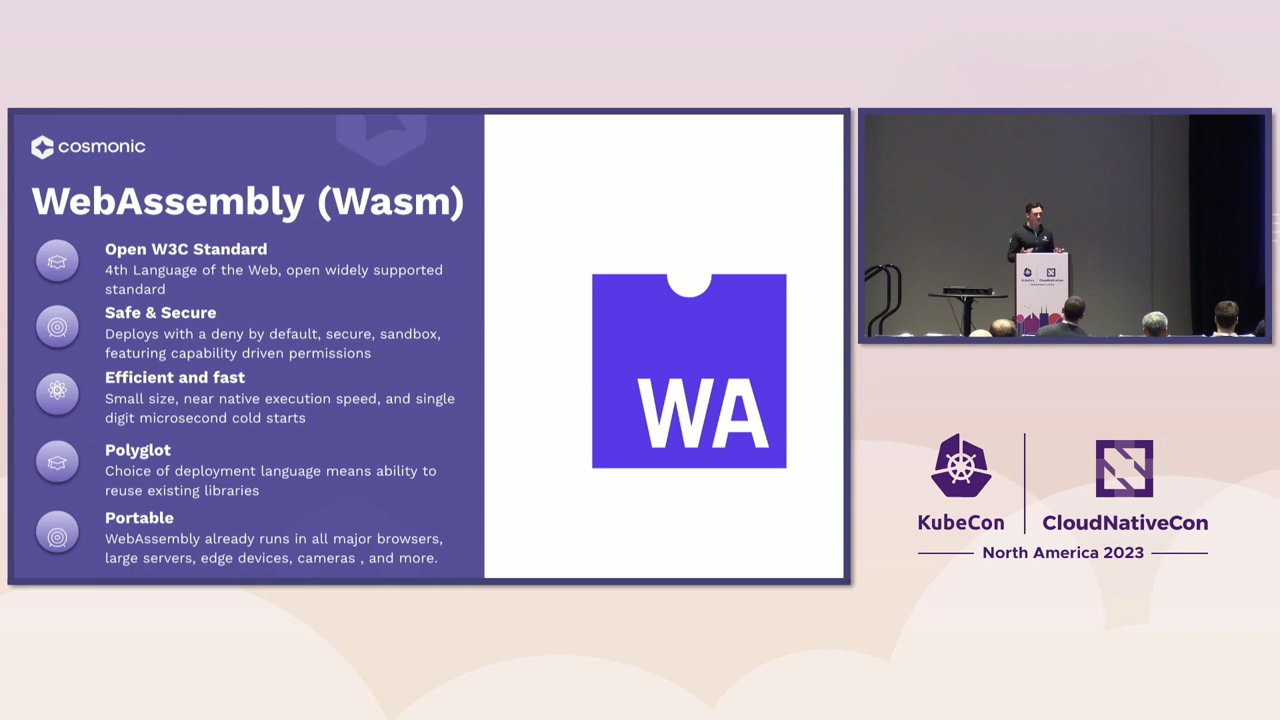 cosmonic
WebAssembly (Wasm)
Open W3C Standard
4th Language of the Web, open widely supported
standard
Safe & Secure
Deploys with a deny by default, secure, sandbox,
featuring capability driven permissions
Efficient and fast
Small size, near native execution speed, and single
digit microsecond cold starts
Polyglot
Choice of deployment language means ability to
reuse existing libraries
Portable
WebAssembly already runs in all major browsers,
large servers, edge devices, cameras , and more.
WA
KubeCon
CloudNativeCon
North America 2023